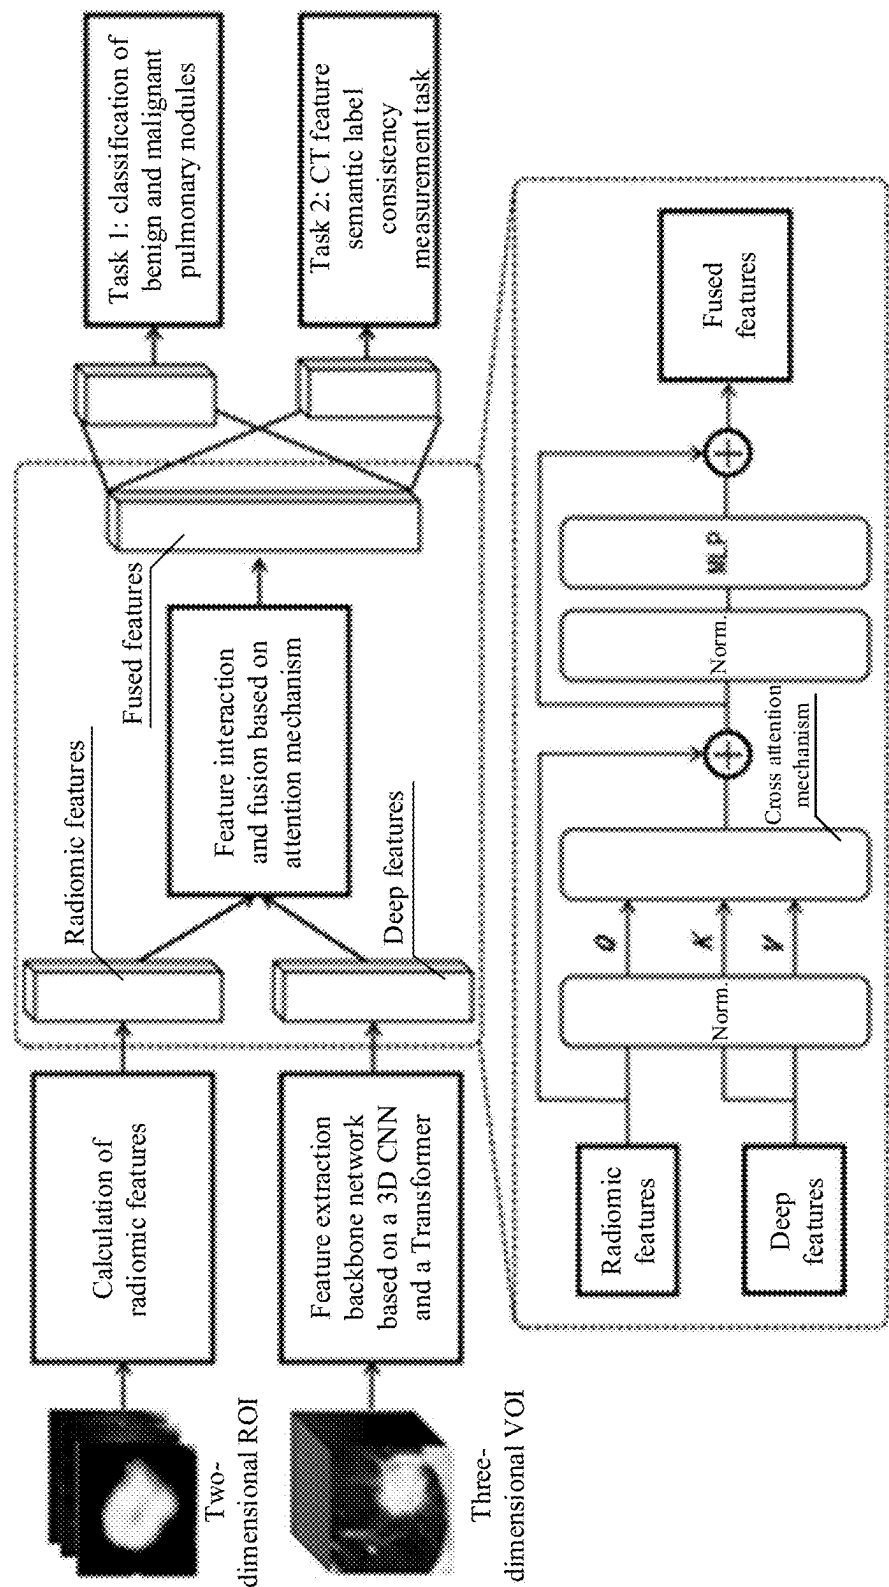 Two-
dimensional ROI
Calculation of
radiomic features
Radiomic features
Three-
dimensional VOI
Feature extraction
backbone network
based on a 3D CNN
and a Transformer
Deep features
Feature interaction
and fusion based on
attention mechanism
Fused features
Task 1: classification of
benign and malignant
pulmonary nodules
Task 2: CT feature
semantic label
consistency
measurement task
Radiomic
features
Deep
features
Norm.
Q
K
V
Cross attention
mechanism
Norm.
MLP
Fused
features